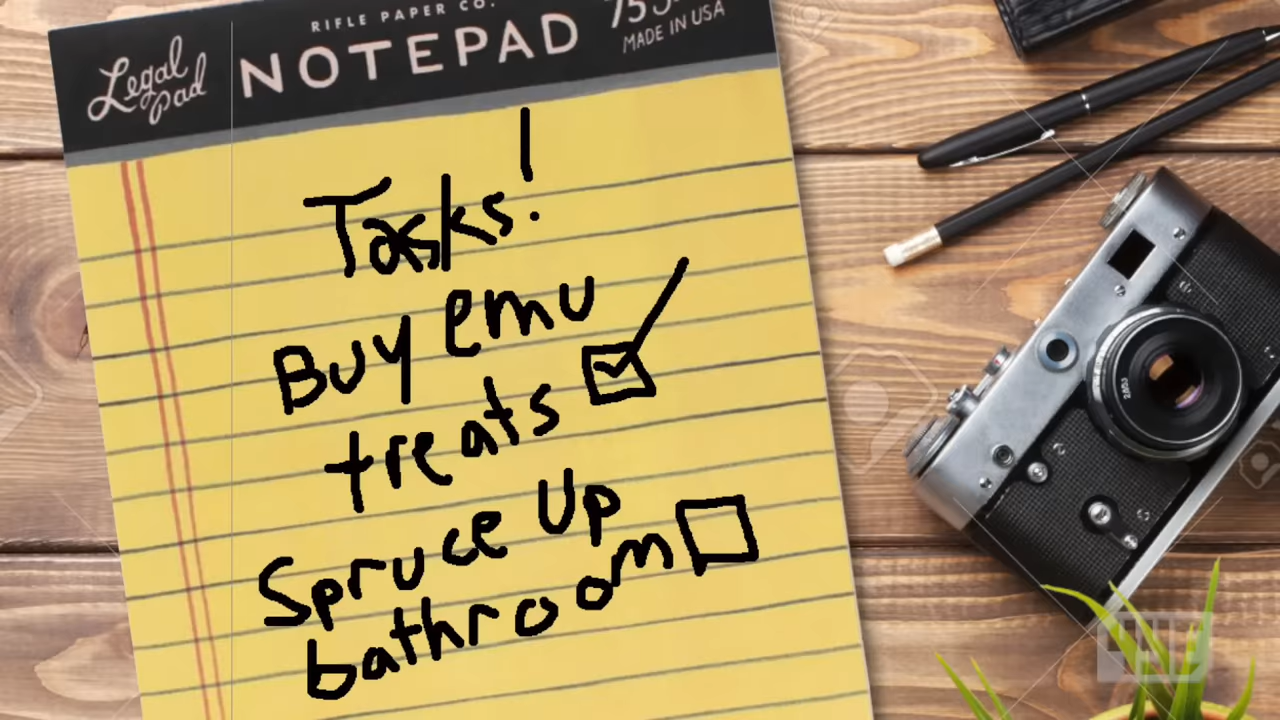 RIFLE PAPER CO.
Legal Pad
NOTEPAD
MADE IN USA
Tasks!
Buy emu
treats
Spruce Up
bathroom